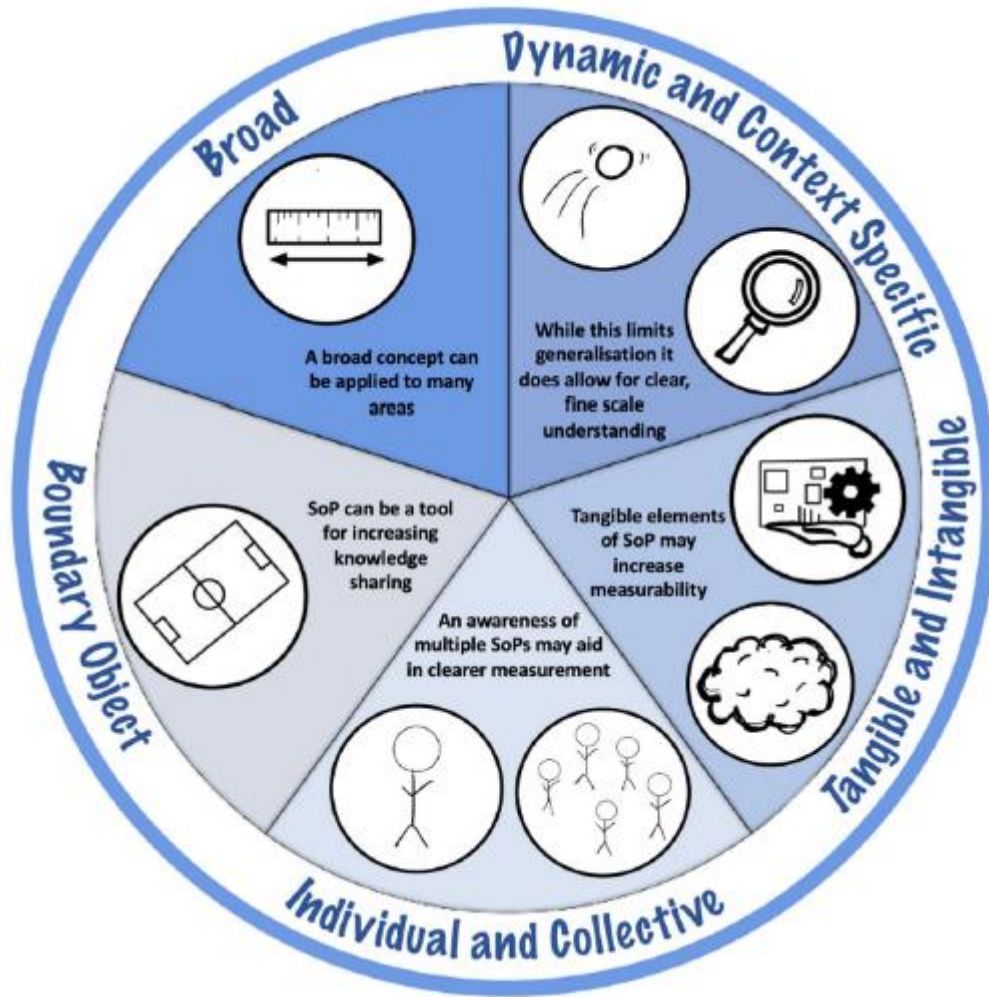 Broad
Dynamic and Context Specific
A broad concept can
be applied to many
areas
While this limits
generalisation it
does allow for clear,
fine scale
understanding
Tangible and Intangible
Tangible elements
of SoP may
increase
measurability
Boundary Object
SoP can be a tool
for increasing
knowledge
sharing
An awareness of
multiple SoPs may aid
in clearer measurement
Individual and Collective